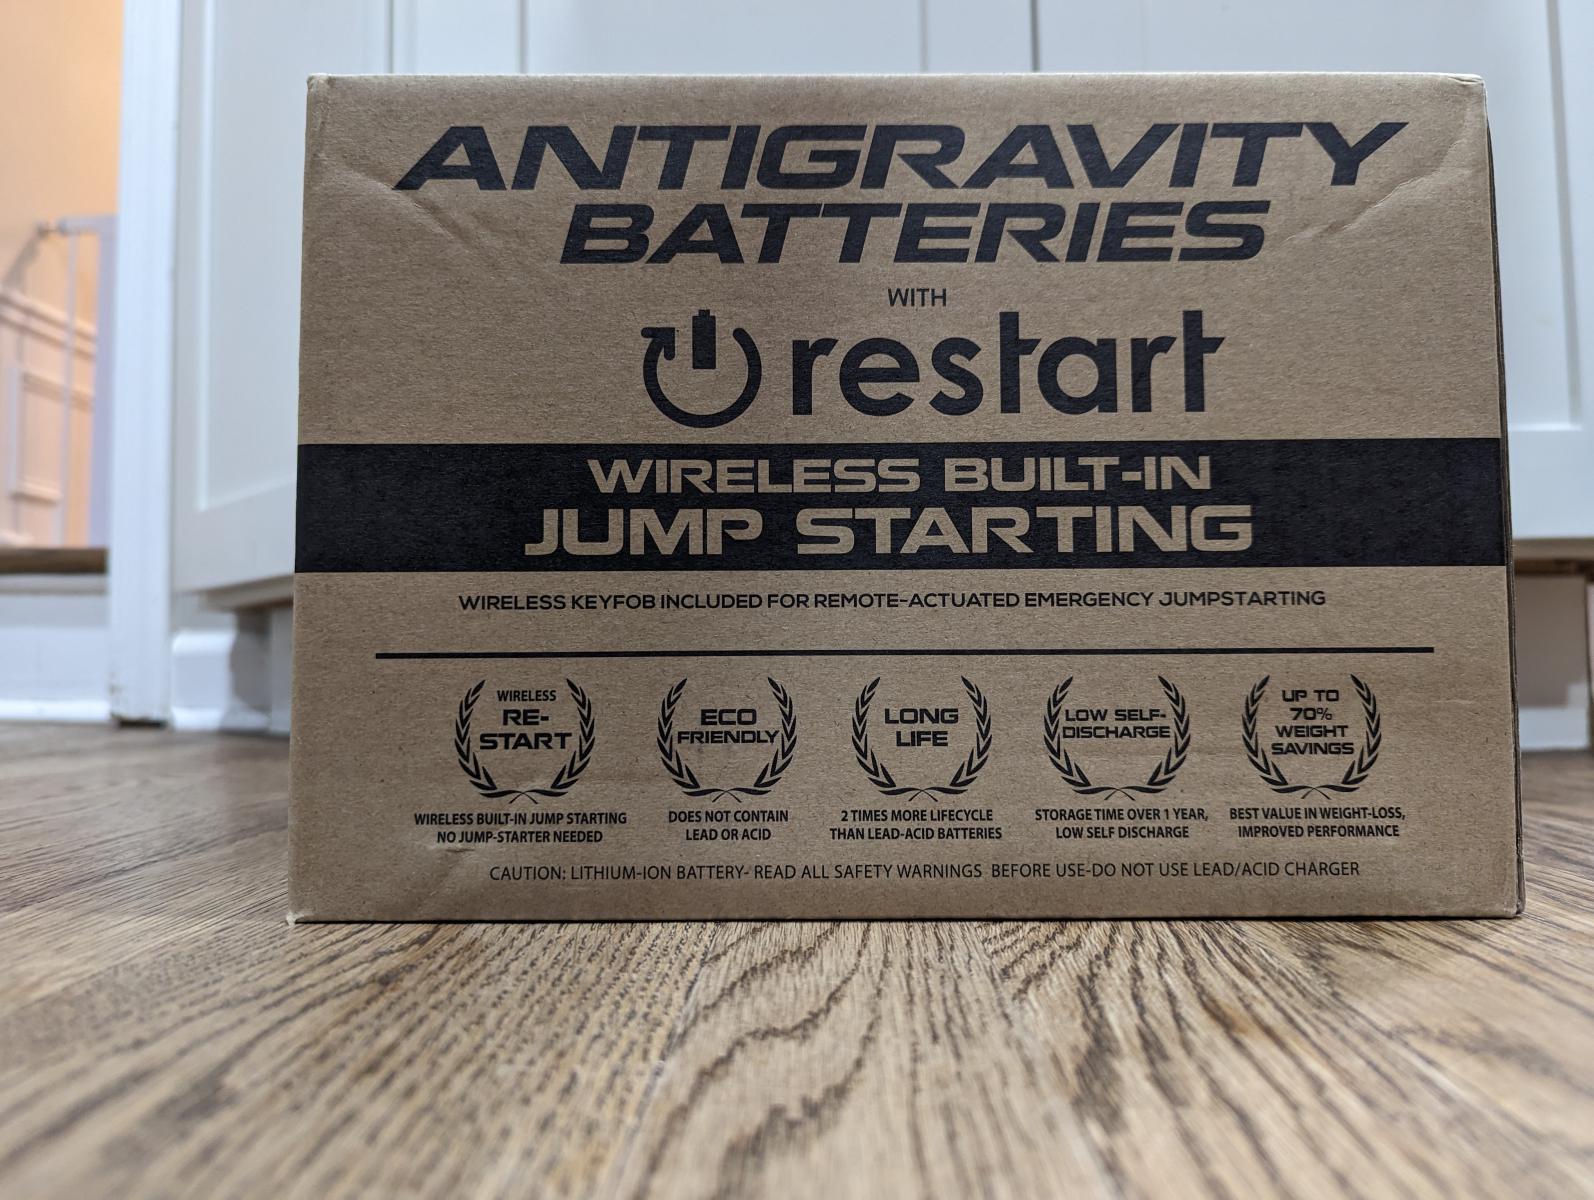 ANTIGRAVITY
BATTERIES
WITH
restart
WIRELESS BUILT-IN
JUMP STARTING
WIRELESS KEYFOB INCLUDED FOR REMOTE-ACTUATED EMERGENCY JUMPSTARTING
WIRELESS
RE-
START
WIRELESS BUILT-IN JUMP STARTING
NO JUMP-STARTER NEEDED
ECO
FRIENDLY
DOES NOT CONTAIN
LEAD OR ACID
LONG
LIFE
2 TIMES MORE LIFECYCLE
THAN LEAD-ACID BATTERIES
LOW SELF-
DISCHARGE
STORAGE TIME OVER 1 YEAR,
LOW SELF DISCHARGE
UP TO
70%
WEIGHT
SAVINGS
BEST VALUE IN WEIGHT-LOSS,
IMPROVED PERFORMANCE
CAUTION: LITHIUM-ION BATTERY- READ ALL SAFETY WARNINGS BEFORE USE-DO NOT USE LEAD/ACID CHARGER